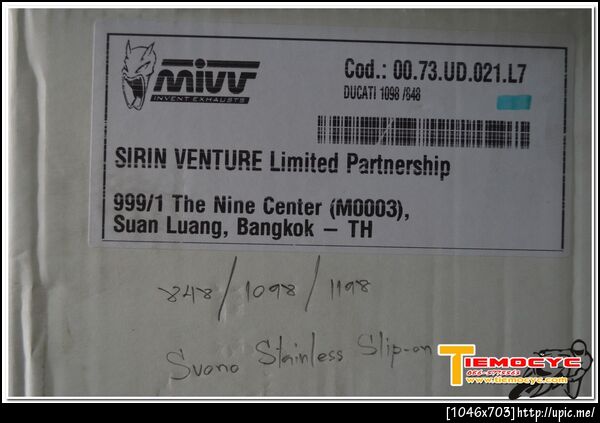 mivv
INVENT EXHAUSTS
Cod.: 00.73.UD.021.L7
DUCATI 1098 /848
SIRIN VENTURE Limited Partnership
999/1 The Nine Center (M0003),
Suan Luang, Bangkok – TH
848/1098/1198
Suono Stainless Slip-on
TIEMOCYC
www.tiemocyc.com
[1046x703]http://upic.me/